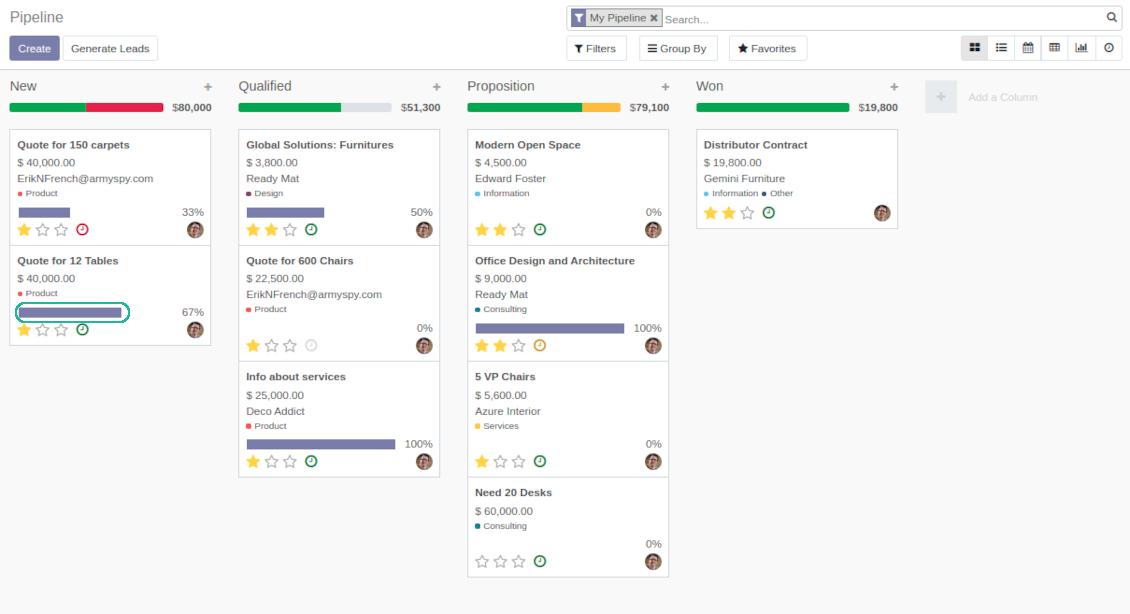 Pipeline
My Pipeline ✖ Search...
Create Generate Leads
Filters Group By Favorites
New +
$80,000
Quote for 150 carpets
$ 40,000.00
ErikNFrench@armyspy.com
Product
33%
Quote for 12 Tables
$ 40,000.00
Product
67%
Qualified +
$51,300
Global Solutions: Furnitures
$ 3,800.00
Ready Mat
Design
50%
Quote for 600 Chairs
$ 22,500.00
ErikNFrench@armyspy.com
Product
0%
Info about services
$ 25,000.00
Deco Addict
Product
100%
Proposition +
$79,100
Modern Open Space
$ 4,500.00
Edward Foster
Information
0%
Office Design and Architecture
$ 9,000.00
Ready Mat
Consulting
100%
5 VP Chairs
$ 5,600.00
Azure Interior
Services
0%
Need 20 Desks
$ 60,000.00
Consulting
0%
Won +
$19,800
Distributor Contract
$ 19,800.00
Gemini Furniture
Information Other
+ Add a Column